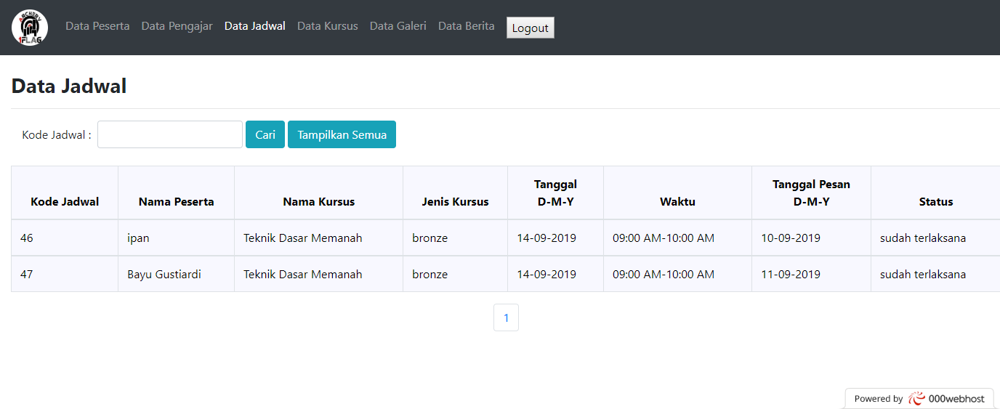 ARCHERY
1FLAG
Data Peserta Data Pengajar Data Jadwal Data Kursus Data Galeri Data Berita Logout
Data Jadwal
Kode Jadwal : Cari Tampilkan Semua
Kode Jadwal Nama Peserta Nama Kursus Jenis Kursus Tanggal D-M-Y Waktu Tanggal Pesan D-M-Y Status
46 ipan Teknik Dasar Memanah bronze 14-09-2019 09:00 AM-10:00 AM 10-09-2019 sudah terlaksana
47 Bayu Gustiardi Teknik Dasar Memanah bronze 14-09-2019 09:00 AM-10:00 AM 11-09-2019 sudah terlaksana
1
Powered by 000webhost